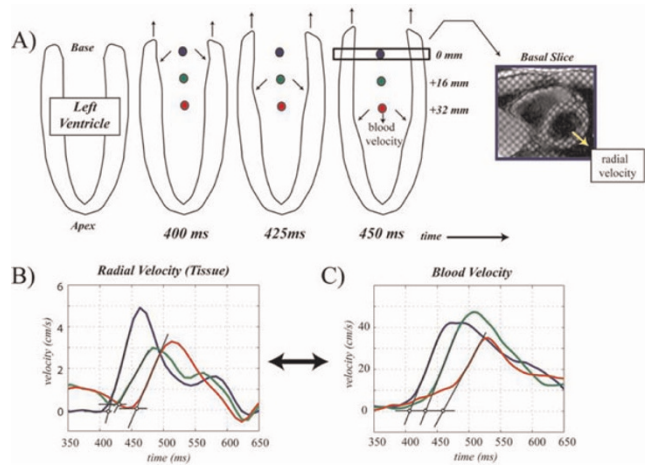 A)
Base
Left
Ventricle
Apex
400 ms
425ms
450 ms
blood
velocity
0 mm
+16 mm
+32 mm
time
Basal Slice
radial
velocity
B)
Radial Velocity (Tissue)
velocity (cm/s)
6
4
2
0
350 400 450 500 550 600 650
time (ms)
C)
Blood Velocity
velocity (cm/s)
40
20
0
350 400 450 500 550 600 650
time (ms)